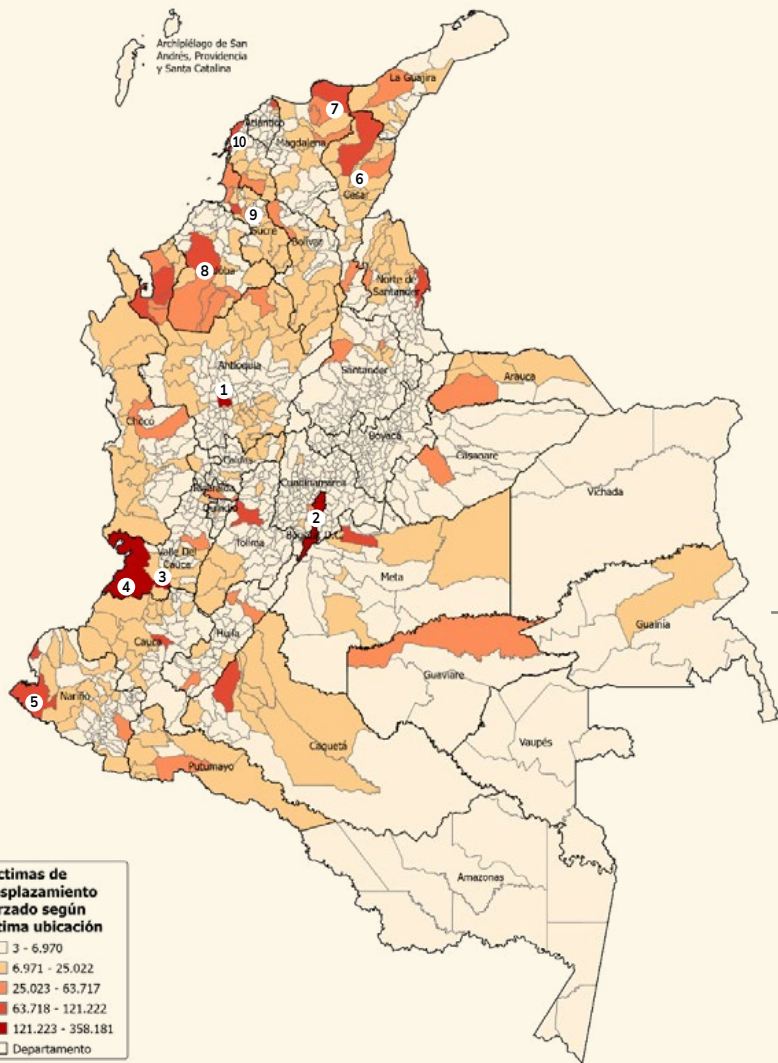 Archipiélago de San
Andrés, Providencia
y Santa Catalina
La Guajira
7
Atlántico
10
Magdalena
6
Cesar
9
Sucre
Bolívar
8
Norte de
Santander
Antioquia
Santander
Arauca
1
Chocó
Boyacá
Casanare
Caldas
Cundinamarca
Vichada
Risaralda
Quindío
2
Bogotá, D.C.
Tolima
Valle Del
Cauca
3
4
Meta
Guainía
Cauca
Huila
Guaviare
5
Nariño
Vaupés
Caquetá
Putumayo
Amazonas
ctimas de
splazamiento
rzado según
tima ubicación
3 - 6.970
6.971 - 25.022
25.023 - 63.717
63.718 - 121.222
121.223 - 358.181
Departamento